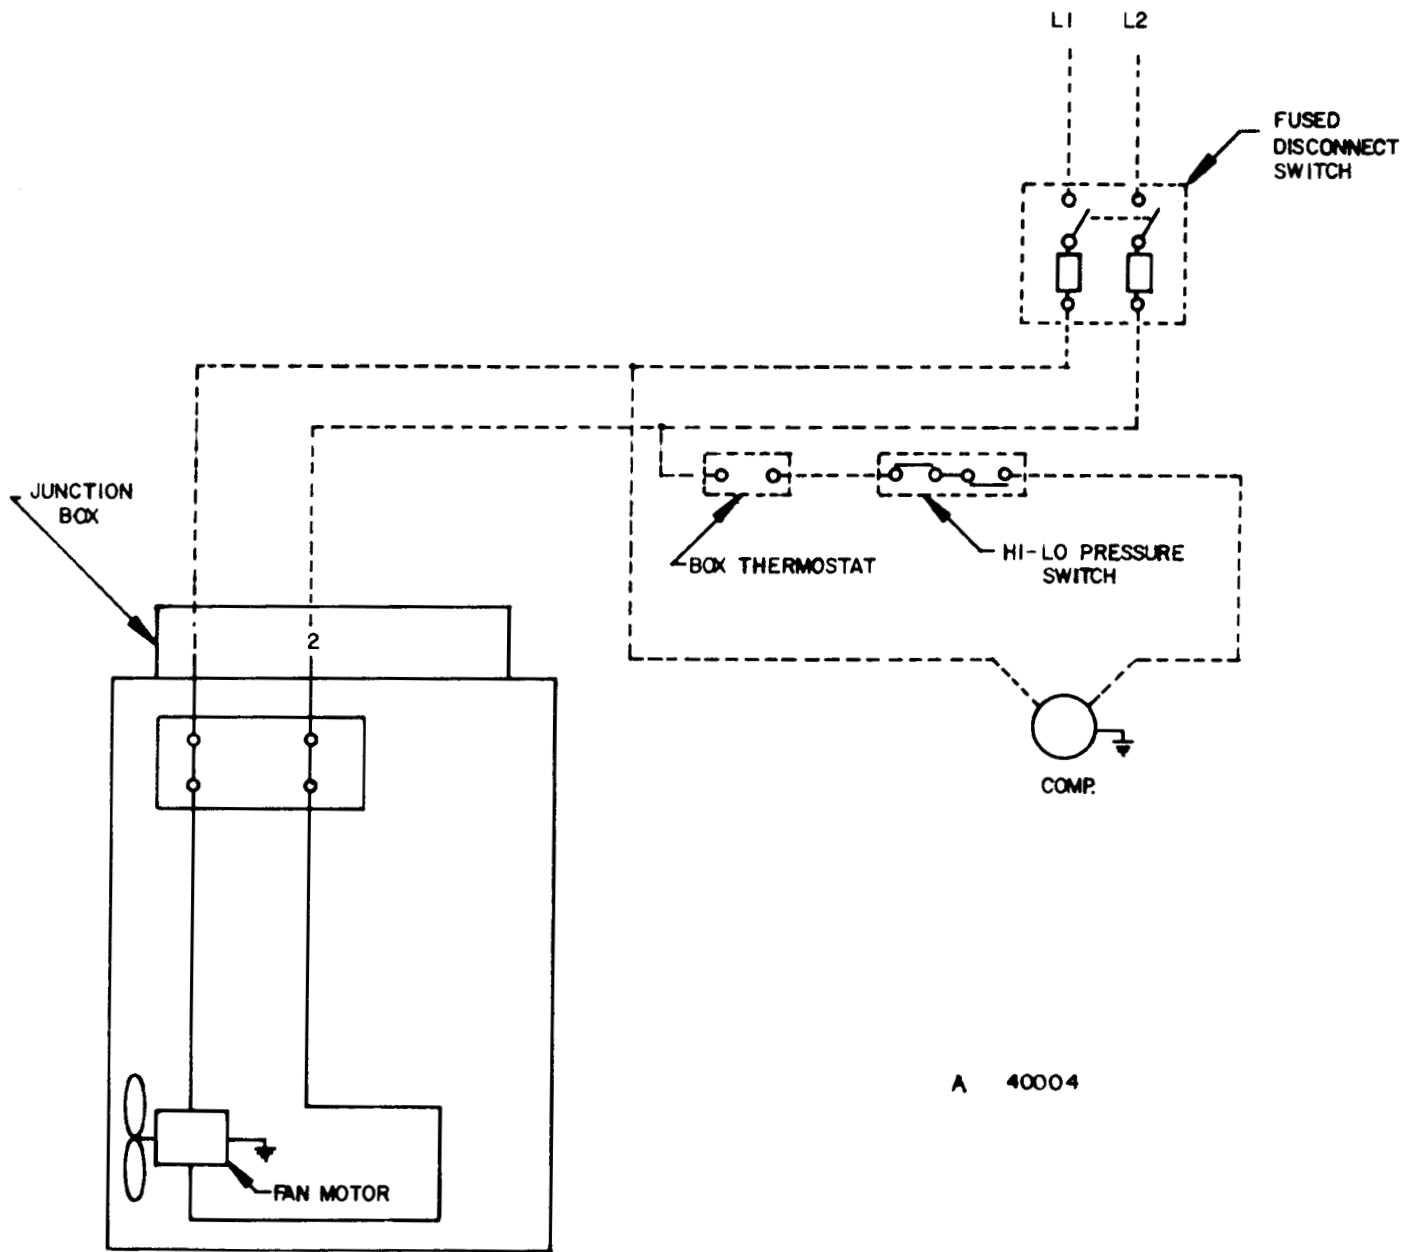 L1 L2
FUSED
DISCONNECT
SWITCH
JUNCTION
BOX
BOX THERMOSTAT
HI-LO PRESSURE
SWITCH
2
COMP.
A 40004
FAN MOTOR